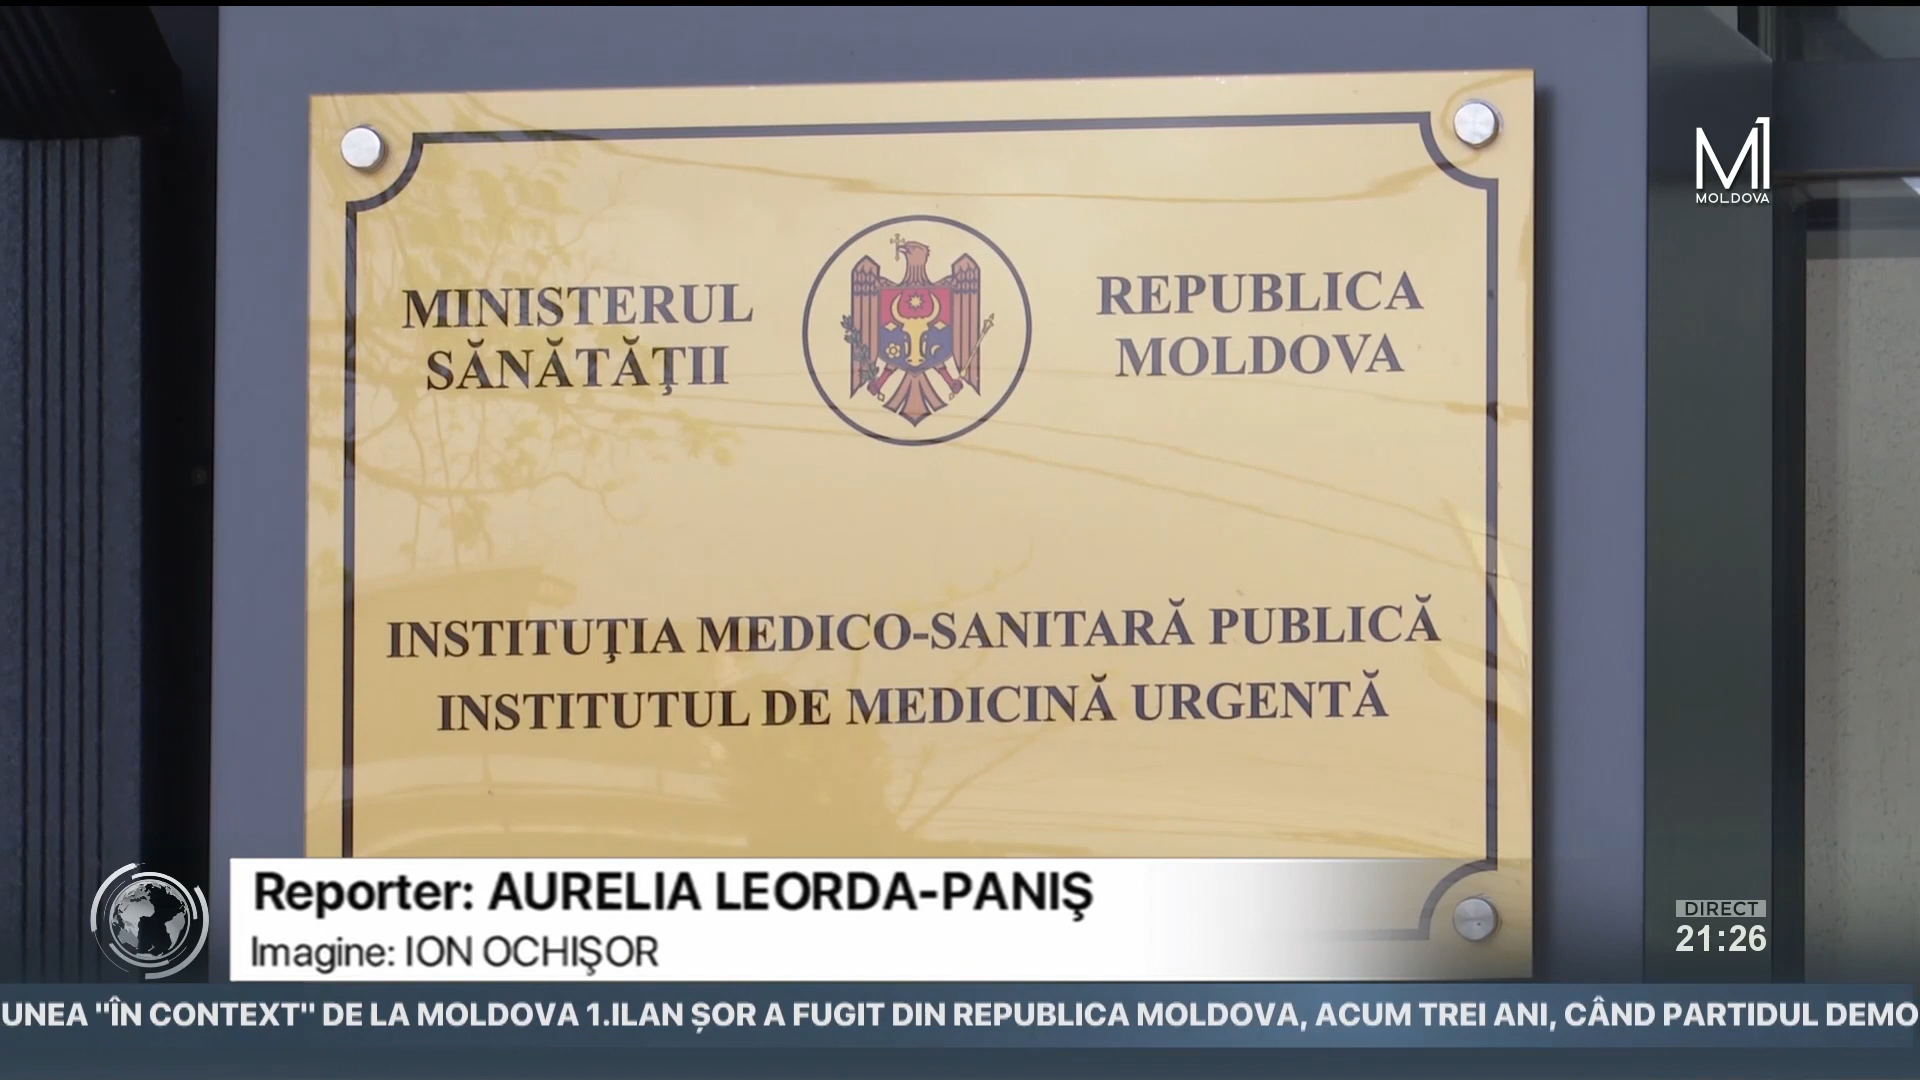 M1
MOLDOVA
MINISTERUL
SĂNĂTĂŢII
REPUBLICA
MOLDOVA
INSTITUŢIA MEDICO-SANITARĂ PUBLICĂ
INSTITUTUL DE MEDICINĂ URGENTĂ
Reporter: AURELIA LEORDA-PANIŞ
Imagine: ION OCHIŞOR
DIRECT
21:26
UNEA "ÎN CONTEXT" DE LA MOLDOVA 1.ILAN ȘOR A FUGIT DIN REPUBLICA MOLDOVA, ACUM TREI ANI, CÂND PARTIDUL DEMO